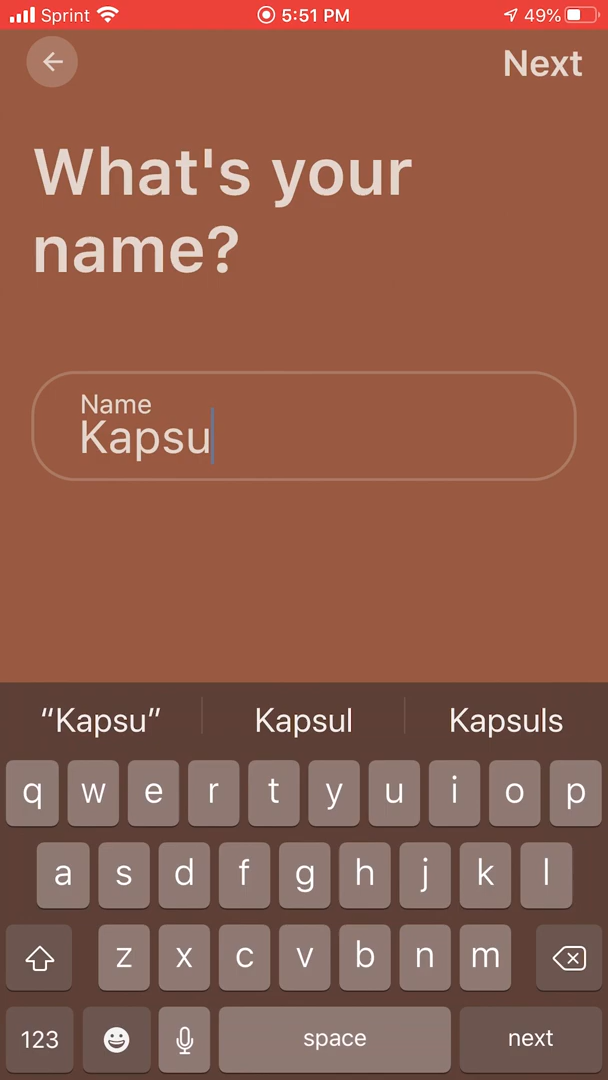 Sprint 5:51 PM 49%
Next
What's your
name?
Name
Kapsu
“Kapsu” Kapsul Kapsuls
q w e r t y u i o p
a s d f g h j k l
z x c v b n m
123 space next